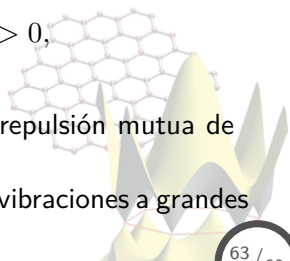 > 0,
repulsión mutua de
vibraciones a grandes
63 /